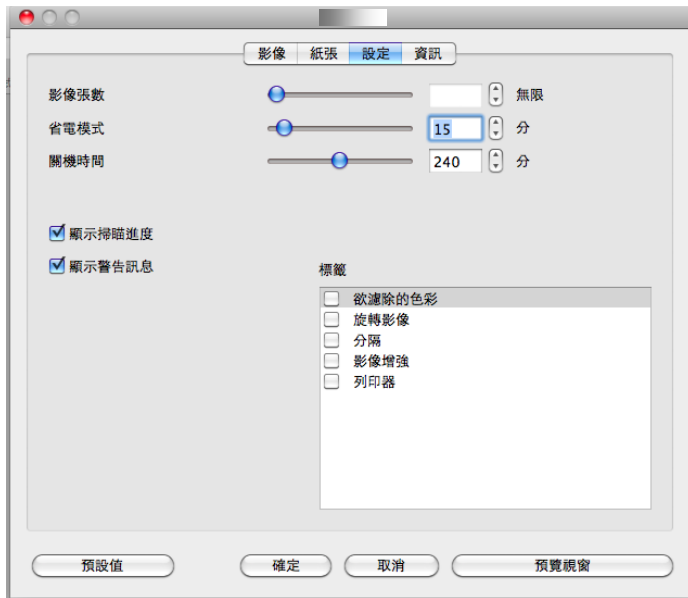 影像 紙張 設定 資訊
影像張數 無限
省電模式 15 分
關機時間 240 分
顯示掃瞄進度
顯示警告訊息
標籤
欲濾除的色彩
旋轉影像
分隔
影像增強
列印器
預設值 確定 取消 預覽視窗